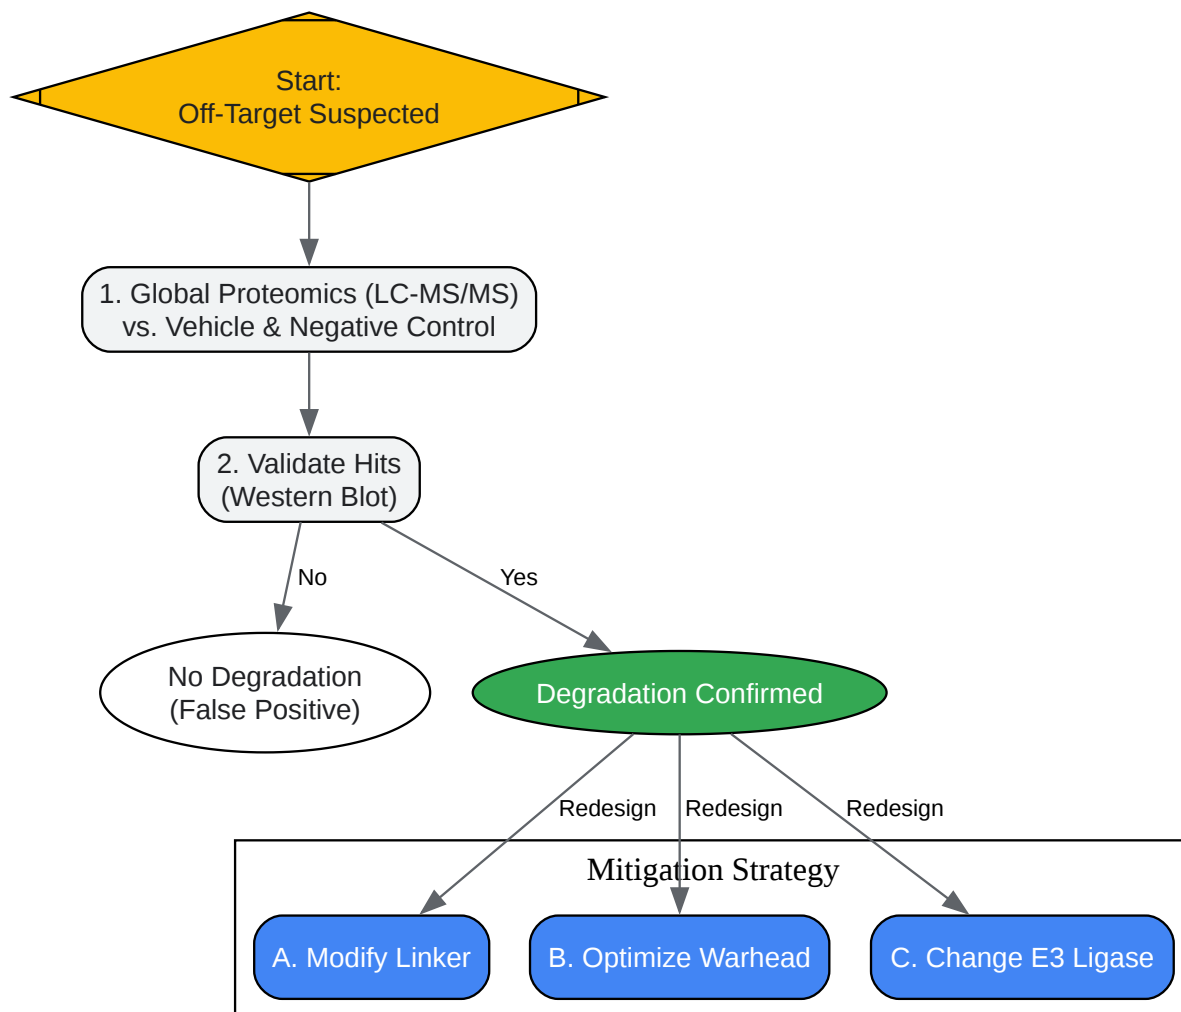 Start:
Off-Target Suspected
1. Global Proteomics (LC-MS/MS)
vs. Vehicle & Negative Control
2. Validate Hits
(Western Blot)
No
Yes
No Degradation
(False Positive)
Degradation Confirmed
Redesign
Redesign
Redesign
Mitigation Strategy
A. Modify Linker
B. Optimize Warhead
C. Change E3 Ligase